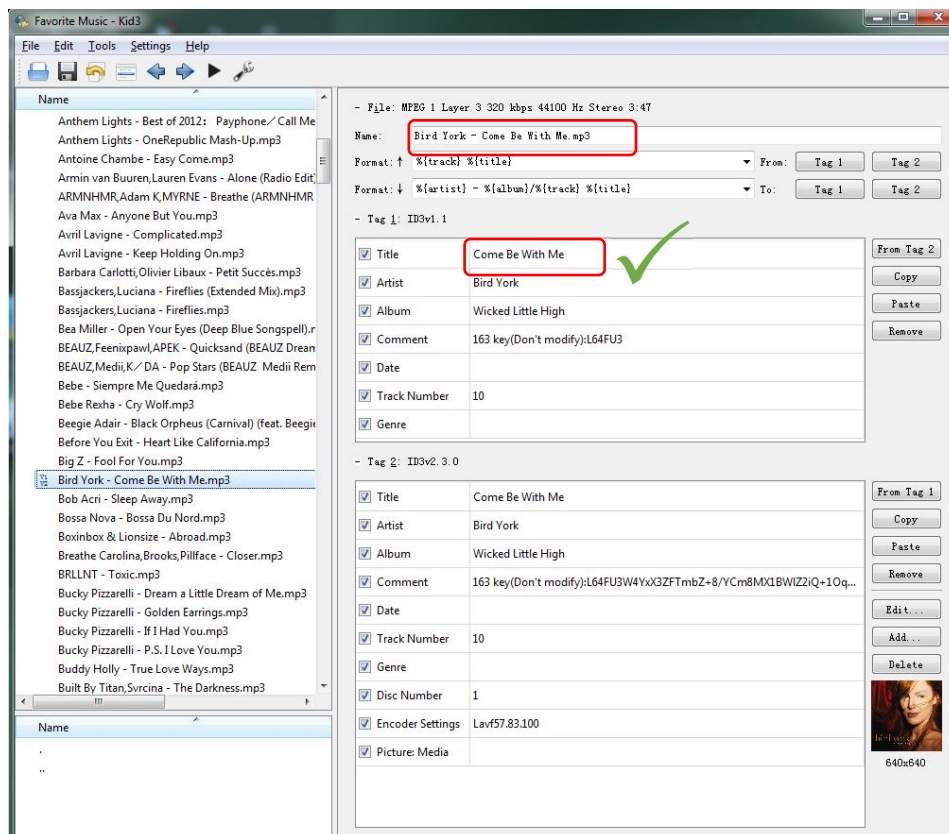 Favorite Music - Kid3
File Edit Tools Settings Help
Name
Anthem Lights - Best of 2012: Payphone／Call Me
Anthem Lights - OneRepublic Mash-Up.mp3
Antoine Chambe - Easy Come.mp3
Armin van Buuren,Lauren Evans - Alone (Radio Edit)
ARMNHMR,Adam K,MYRNE - Breathe (ARMNHMR
Ava Max - Anyone But You.mp3
Avril Lavigne - Complicated.mp3
Avril Lavigne - Keep Holding On.mp3
Barbara Carlotti,Olivier Libaux - Petit Succès.mp3
Bassjackers,Luciana - Fireflies (Extended Mix).mp3
Bassjackers,Luciana - Fireflies.mp3
Bea Miller - Open Your Eyes (Deep Blue Songspell).r
BEAUZ,Feenixpawl,APEK - Quicksand (BEAUZ Dream
BEAUZ,Medii,K／DA - Pop Stars (BEAUZ Medii Rem
Bebe - Siempre Me Quedará.mp3
Bebe Rexha - Cry Wolf.mp3
Beegie Adair - Black Orpheus (Carnival) (feat. Beegie
Before You Exit - Heart Like California.mp3
Big Z - Fool For You.mp3
V1 V2 Bird York - Come Be With Me.mp3
Bob Acri - Sleep Away.mp3
Bossa Nova - Bossa Du Nord.mp3
Boxinbox & Lionsize - Abroad.mp3
Breathe Carolina,Brooks,Pillface - Closer.mp3
BRLLNT - Toxic.mp3
Bucky Pizzarelli - Dream a Little Dream of Me.mp3
Bucky Pizzarelli - Golden Earrings.mp3
Bucky Pizzarelli - If I Had You.mp3
Bucky Pizzarelli - P.S. I Love You.mp3
Buddy Holly - True Love Ways.mp3
Built By Titan,Svrcina - The Darkness.mp3
Name
.
..
- File: MPEG 1 Layer 3 320 kbps 44100 Hz Stereo 3:47
Name: Bird York - Come Be With Me.mp3
Format: ↑ %{track} %{title} From: Tag 1 Tag 2
Format: ↓ %{artist} - %{album}/%{track} %{title} To: Tag 1 Tag 2
- Tag 1: ID3v1.1
Title Come Be With Me
Artist Bird York
Album Wicked Little High
Comment 163 key(Don't modify):L64FU3
Date
Track Number 10
Genre
From Tag 2
Copy
Paste
Remove
- Tag 2: ID3v2.3.0
Title Come Be With Me
Artist Bird York
Album Wicked Little High
Comment 163 key(Don't modify):L64FU3W4YxX3ZFTmbZ+8/YCm8MX1BWIZ2iQ+1Oq...
Date
Track Number 10
Genre
Disc Number 1
Encoder Settings Lavf57.83.100
Picture: Media
From Tag 1
Copy
Paste
Remove
Edit...
Add...
Delete
bird york
640x640